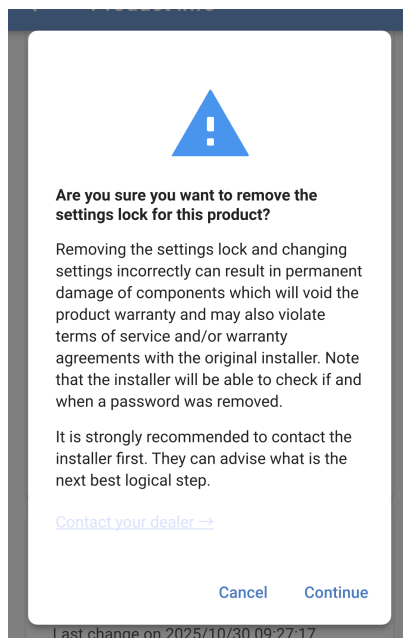 Product info
Are you sure you want to remove the
settings lock for this product?
Removing the settings lock and changing
settings incorrectly can result in permanent
damage of components which will void the
product warranty and may also violate
terms of service and/or warranty
agreements with the original installer. Note
that the installer will be able to check if and
when a password was removed.
It is strongly recommended to contact the
installer first. They can advise what is the
next best logical step.
Contact your dealer →
Cancel Continue
Last change on 2025/10/30 09:27:17